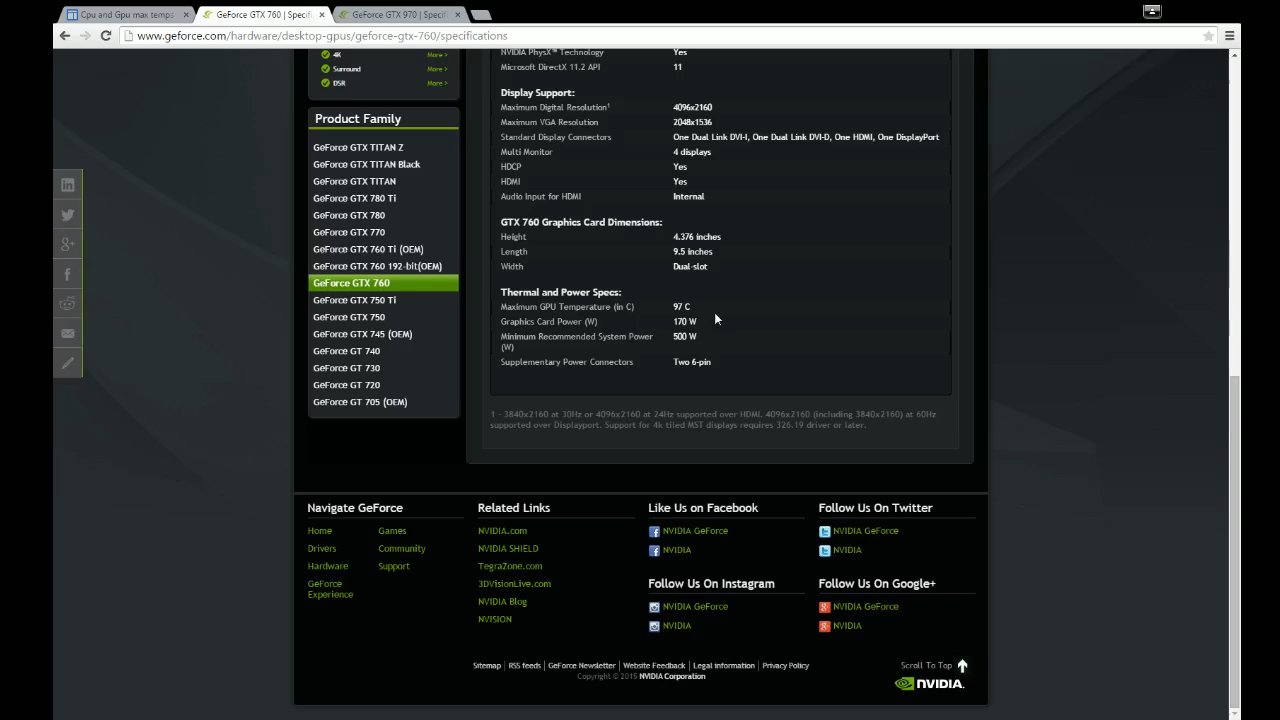 Cpu and Gpu max temps
GeForce GTX 760 | Specifi
GeForce GTX 970 | Specifi
www.geforce.com/hardware/desktop-gpus/geforce-gtx-760/specifications
4K More >
Surround More >
DSR More >
Product Family
GeForce GTX TITAN Z
GeForce GTX TITAN Black
GeForce GTX TITAN
GeForce GTX 780 Ti
GeForce GTX 780
GeForce GTX 770
GeForce GTX 760 Ti (OEM)
GeForce GTX 760 192-bit(OEM)
GeForce GTX 760
GeForce GTX 750 Ti
GeForce GTX 750
GeForce GTX 745 (OEM)
GeForce GT 740
GeForce GT 730
GeForce GT 720
GeForce GT 705 (OEM)
NVIDIA PhysX™ Technology Yes
Microsoft DirectX 11.2 API 11
Display Support:
Maximum Digital Resolution1 4096x2160
Maximum VGA Resolution 2048x1536
Standard Display Connectors One Dual Link DVI-I, One Dual Link DVI-D, One HDMI, One DisplayPort
Multi Monitor 4 displays
HDCP Yes
HDMI Yes
Audio Input for HDMI Internal
GTX 760 Graphics Card Dimensions:
Height 4.376 inches
Length 9.5 inches
Width Dual-slot
Thermal and Power Specs:
Maximum GPU Temperature (in C) 97 C
Graphics Card Power (W) 170 W
Minimum Recommended System Power 500 W
(W)
Supplementary Power Connectors Two 6-pin
1 - 3840x2160 at 30Hz or 4096x2160 at 24Hz supported over HDMI. 4096x2160 (including 3840x2160) at 60Hz
supported over Displayport. Support for 4k tiled MST displays requires 326.19 driver or later.
Navigate GeForce
Home Games
Drivers Community
Hardware Support
GeForce
Experience
Related Links
NVIDIA.com
NVIDIA SHIELD
TegraZone.com
3DVisionLive.com
NVIDIA Blog
NVISION
Like Us on Facebook
NVIDIA GeForce
NVIDIA
Follow Us On Twitter
NVIDIA GeForce
NVIDIA
Follow Us On Instagram
NVIDIA GeForce
NVIDIA
Follow Us On Google+
NVIDIA GeForce
NVIDIA
Sitemap | RSS feeds | GeForce Newsletter | Website Feedback | Legal information | Privacy Policy
Copyright © 2015 NVIDIA Corporation
Scroll To Top
NVIDIA.